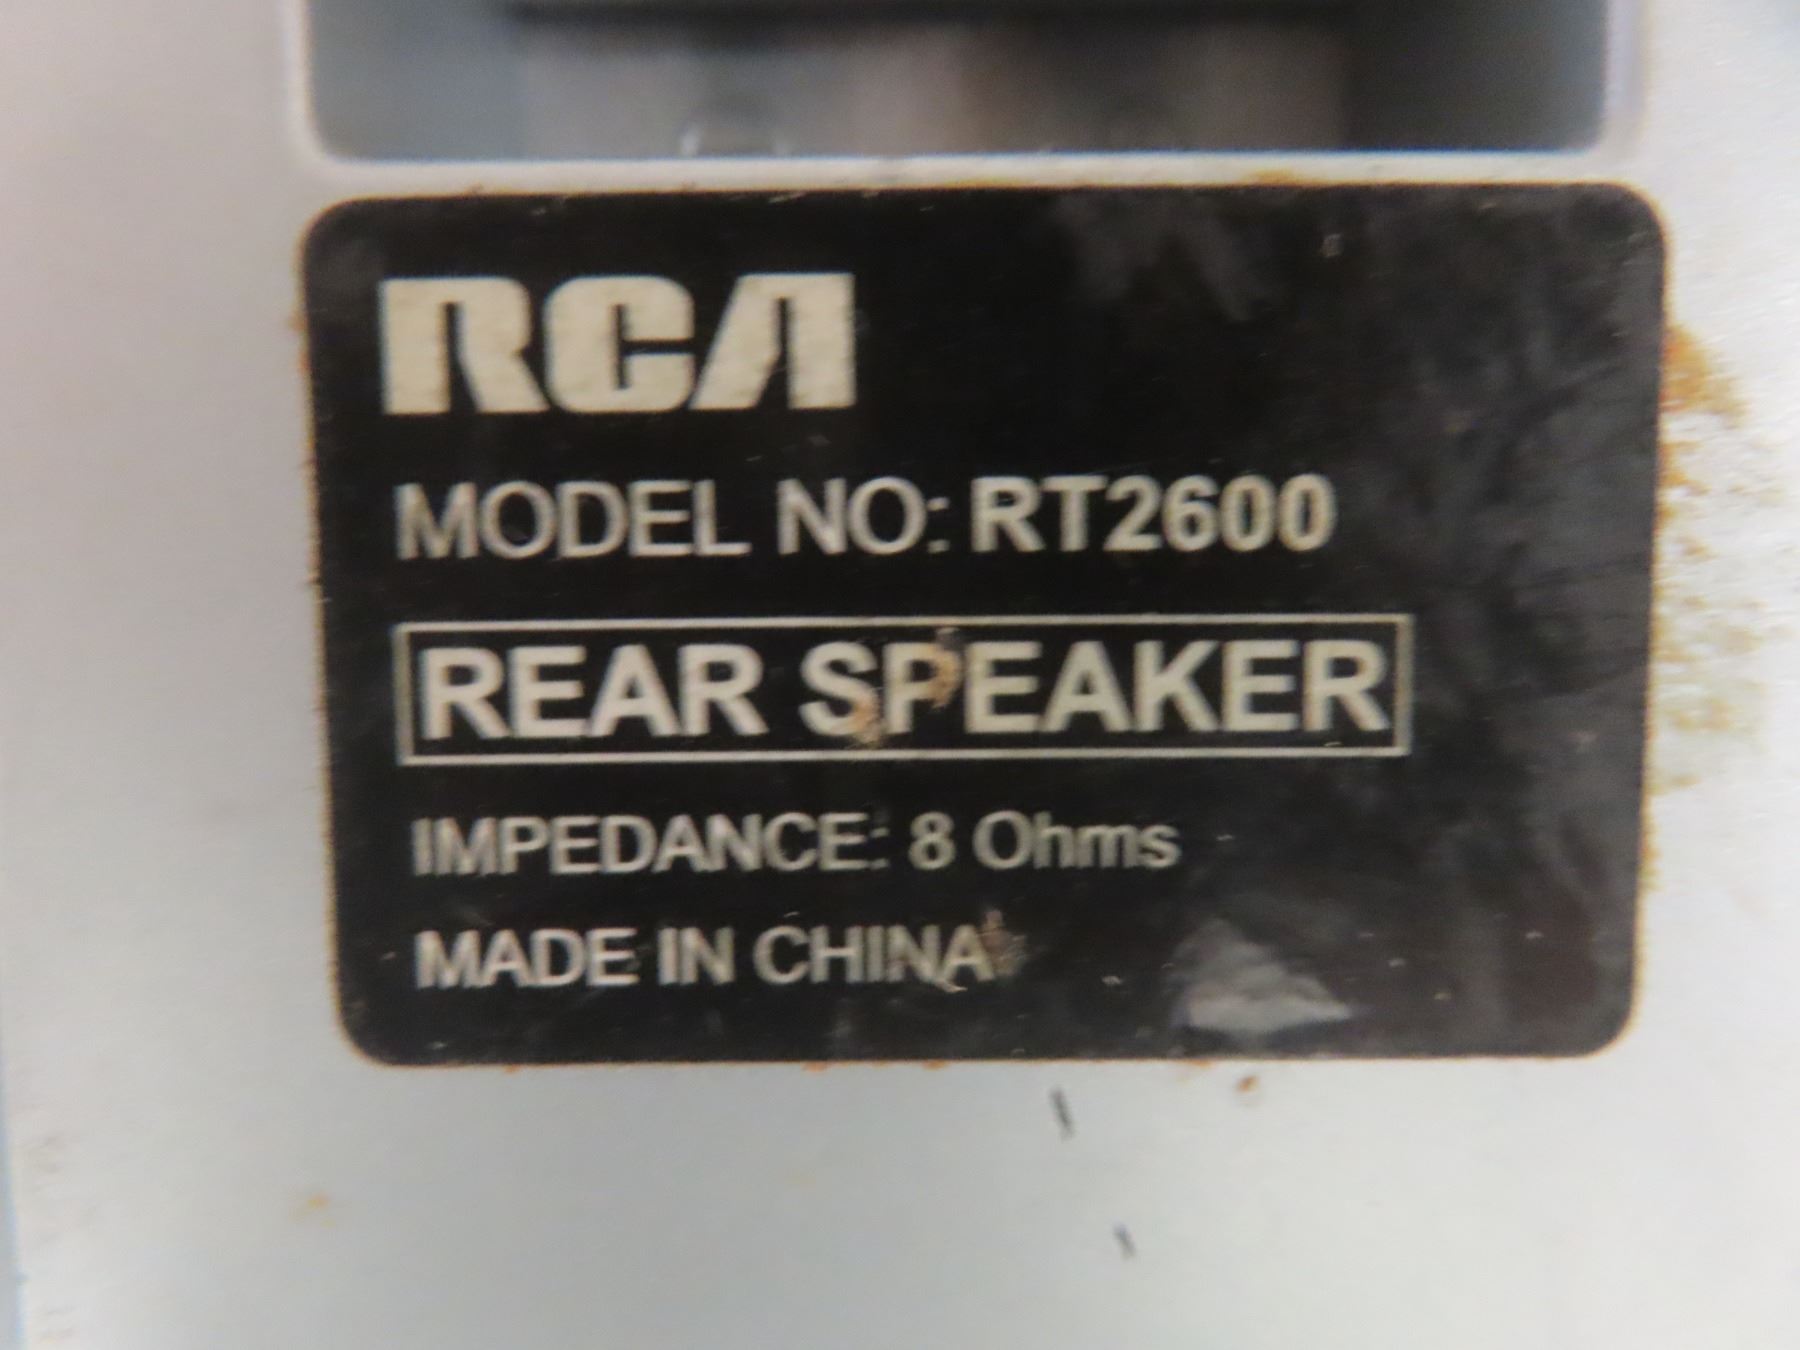 RCA
MODEL NO: RT2600
REAR SPEAKER
IMPEDANCE: 8 Ohms
MADE IN CHINA